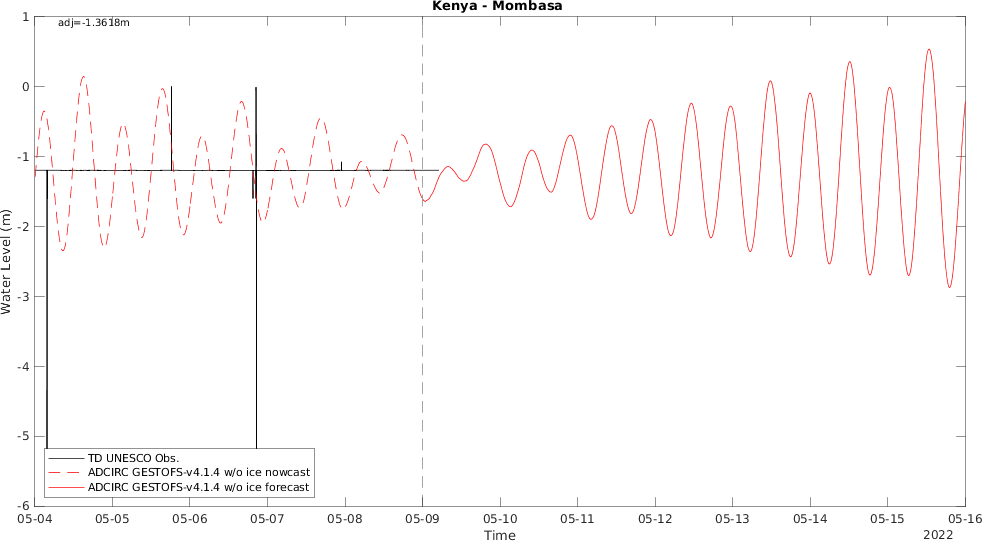 Kenya - Mombasa
adj=-1.3618m
1
0
-1
-2
-3
-4
-5
-6
Water Level (m)
TD UNESCO Obs.
ADCIRC GESTOFS-v4.1.4 w/o ice nowcast
ADCIRC GESTOFS-v4.1.4 w/o ice forecast
05-04 05-05 05-06 05-07 05-08 05-09 05-10 05-11 05-12 05-13 05-14 05-15 05-16
Time
2022